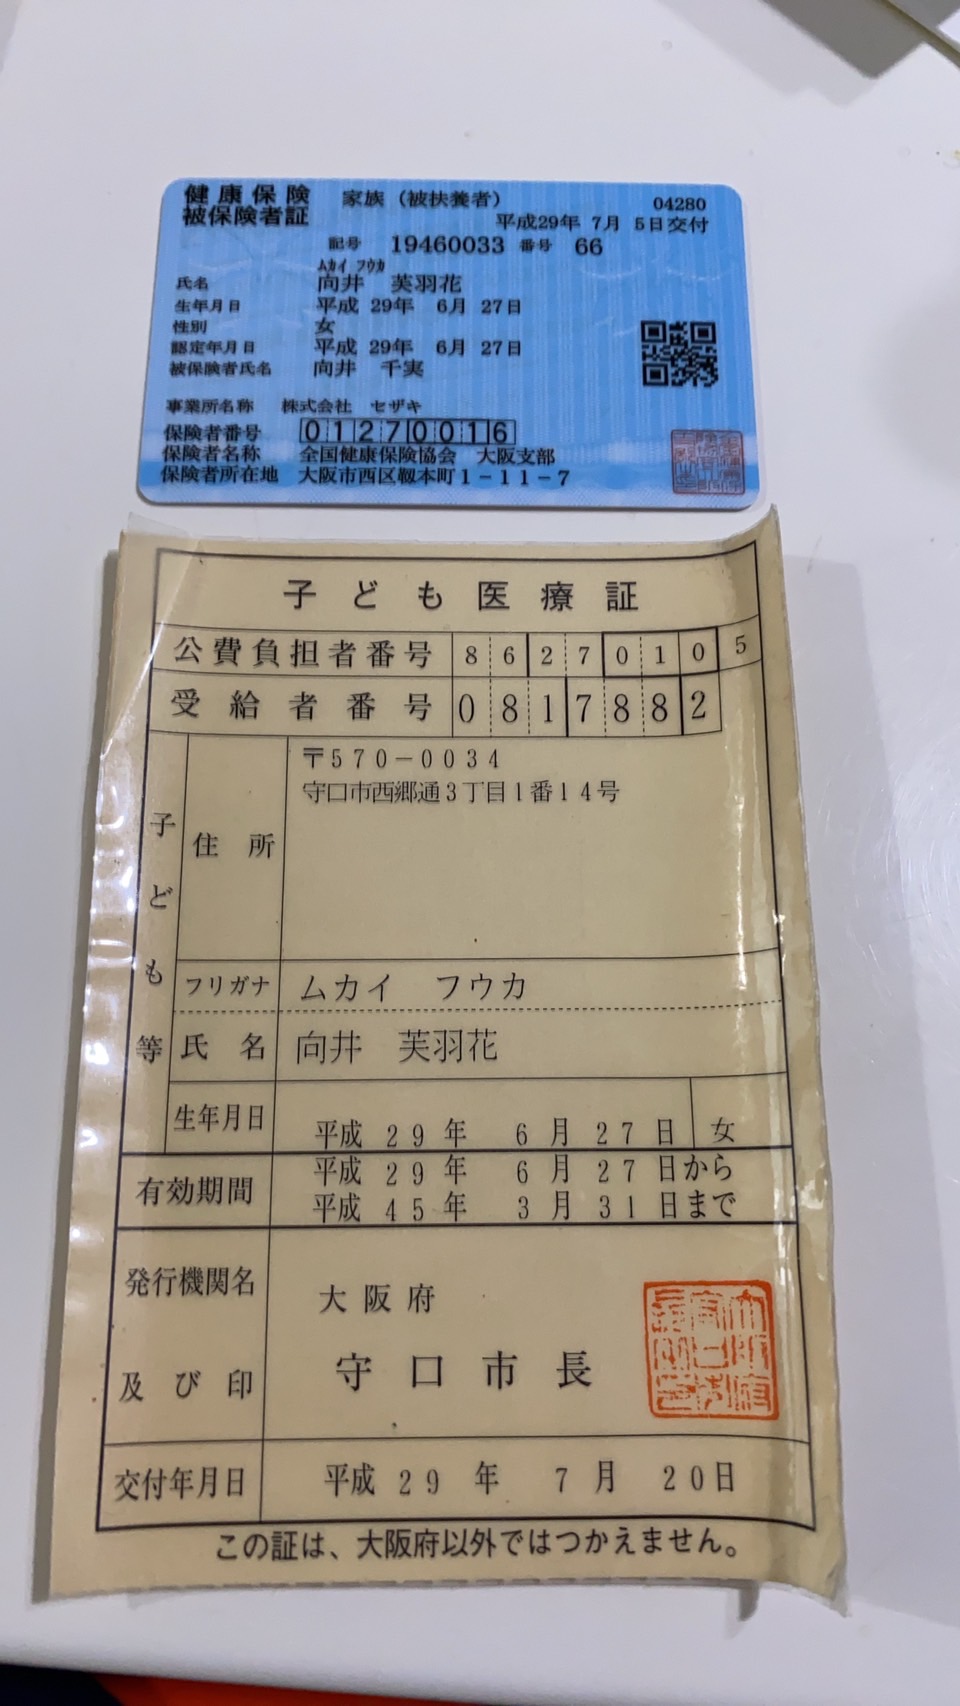 健康保険 家族（被扶養者） 04280
被保険者証 平成29年 7月 5日交付
記号 19460033 番号 66
ムカイ フウカ
氏名 向井 芙羽花
生年月日 平成 29年 6月 27日
性別 女
認定年月日 平成 29年 6月 27日
被保険者氏名 向井 千実
事業所名称 株式会社 セザキ
保険者番号 01270016
保険者名称 全国健康保険協会 大阪支部
保険者所在地 大阪市西区靱本町1－11－7
子ども医療証
公費負担者番号 86270105
受給者番号 0817882
子ども等
住所
〒570－0034
守口市西郷通3丁目1番14号
フリガナ ムカイ フウカ
氏名 向井 芙羽花
生年月日 平成 29年 6月 27日 女
有効期間
平成 29年 6月 27日から
平成 45年 3月 31日まで
発行機関名 大阪府
及び印 守口市長
交付年月日 平成 29年 7月 20日
この証は、大阪府以外ではつかえません。